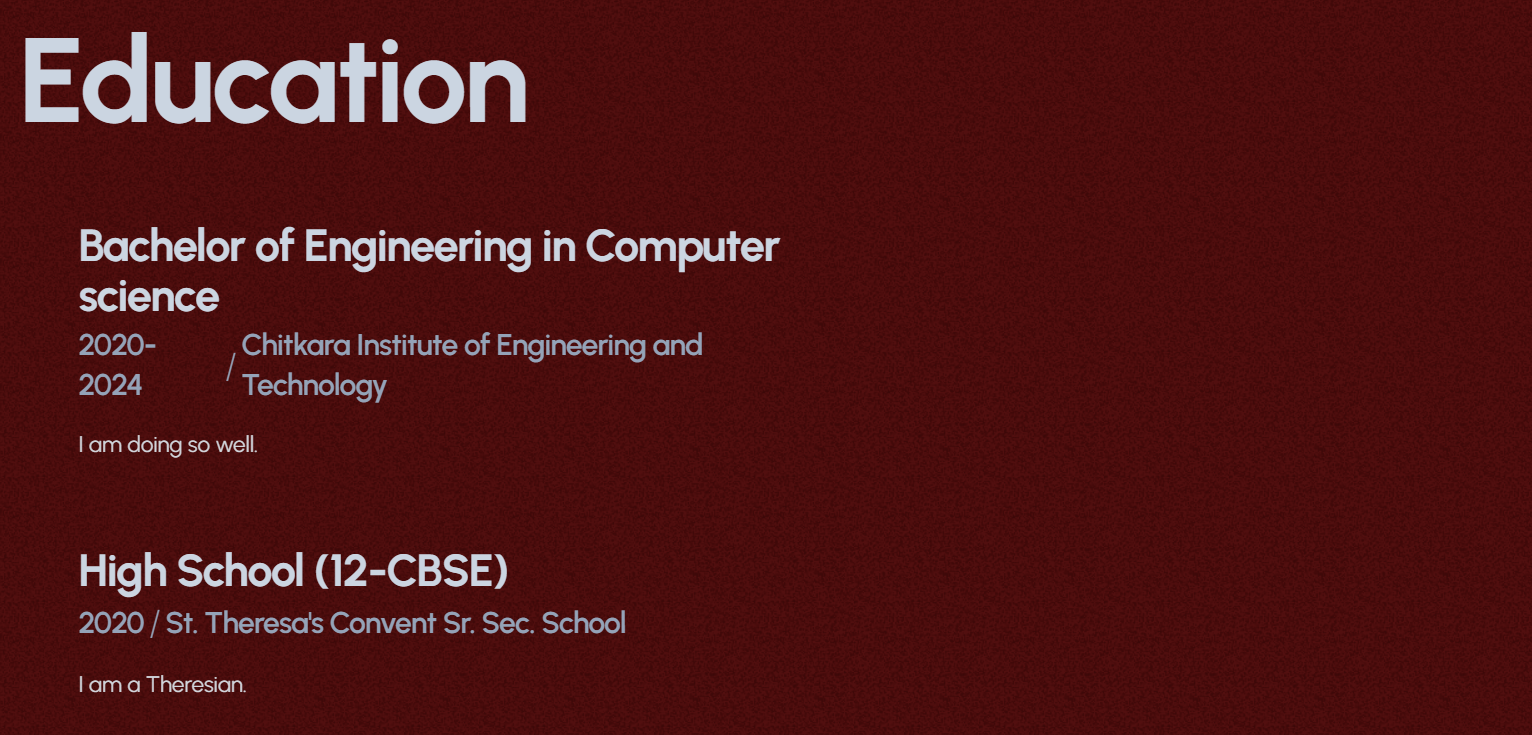 Education
Bachelor of Engineering in Computer
science
2020-
2024
/
Chitkara Institute of Engineering and
Technology
I am doing so well.
High School (12-CBSE)
2020 / St. Theresa's Convent Sr. Sec. School
I am a Theresian.